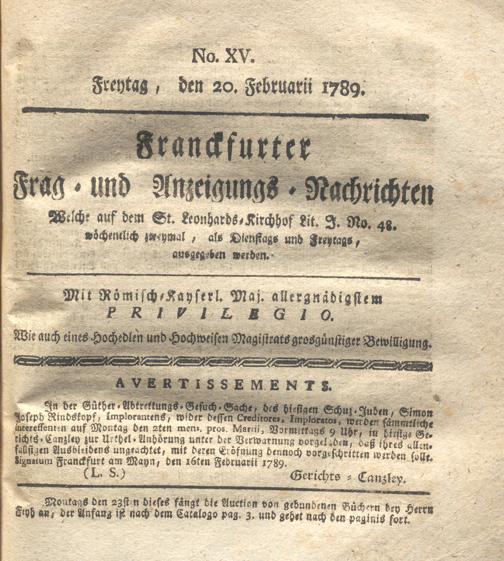 No. XV.
Freytag, den 20. Februarii 1789.
Franckfurter
Frag-und Anzeigungs-Nachrichten
Welche auf dem St. Leonhards-Kirchhof Lit. J. No. 48.
wöchentlich zweymal, als Dienstags und Freytags,
ausgegeben werden.
Mit Römisch-Kayserl. Maj. allergnädigstem
PRIVILEGIO.
Wie auch eines Hochedlen und Hochweisen Magistrats grosgünstiger Bewilligung.
AVERTISSEMENTS.
In der Güther-Abtrettungs-Gesuch-Sache, des hiesigen Schutz-Juden, Simon
Joseph Rindskopf, Implorantens, wider dessen Creditores, Imploraten, werden sämmtliche
Interessenten auf Montag den 2ten mens. prox. Martii, Vormittags 9 Uhr, in hiesige Ge-
richts-Canzley zur Urthel-Anhörung unter der Verwarnung vorgeladen, daß ihres allen-
fallsigen Ausbleibens ungeachtet, mit deren Eröfnung dennoch vorgeschritten werden solle.
Signatum Franckfurt am Mayn, den 16ten Februarii 1789.
(L. S.) Gerichts-Canzley.
Montags den 23sten dieses fängt die Auction von gebundenen Büchern bey Herrn
Feyh an, der Anfang ist nach dem Catalogo pag. 3. und gehet nach den paginis fort.